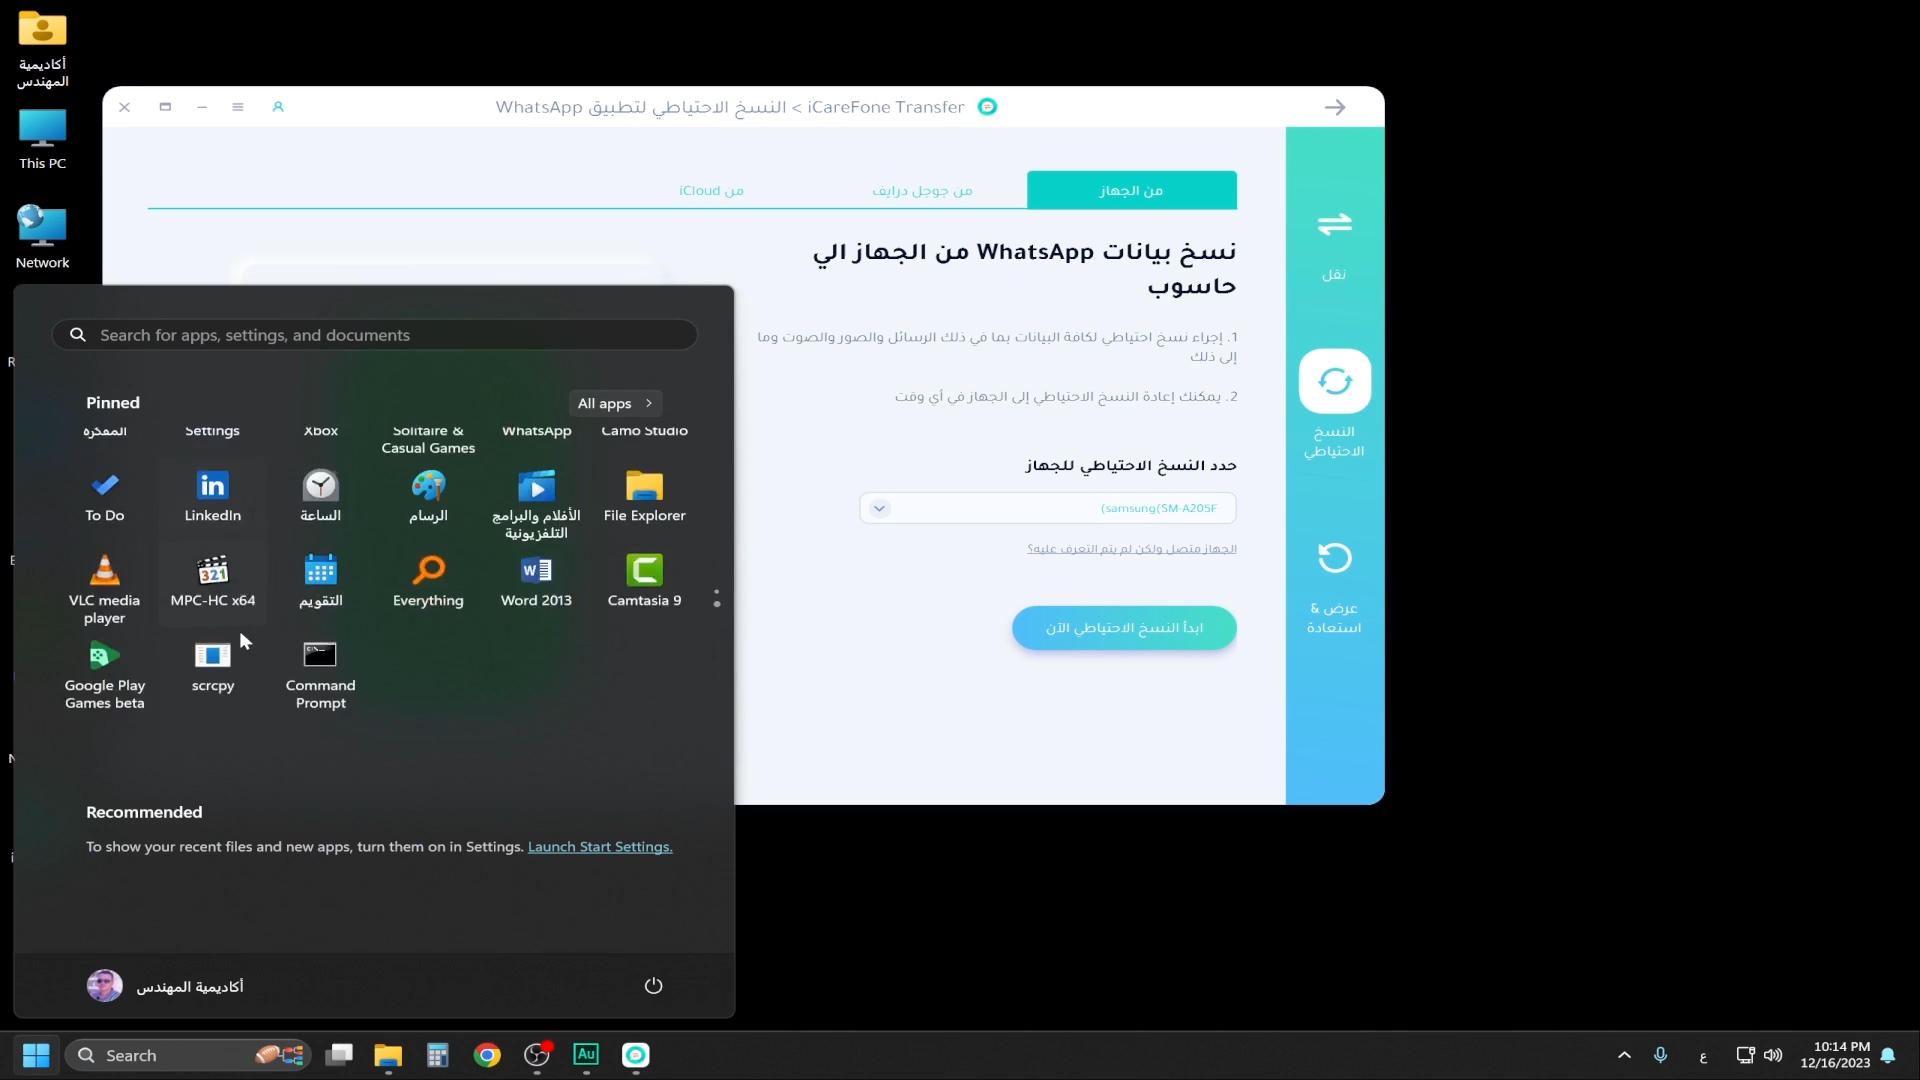 أكاديمية
المهندس
This PC
Network
iCareFone Transfer > النسخ الاحتياطي لتطبيق WhatsApp
من الجهاز
من جوجل درايف
من iCloud
نسخ بيانات WhatsApp من الجهاز الي
حاسوب
1. إجراء نسخ احتياطي لكافة البيانات بما في ذلك الرسائل والصور والصوت وما
إلى ذلك
2. يمكنك إعادة النسخ الاحتياطي إلى الجهاز في أي وقت
حدد النسخ الاحتياطي للجهاز
samsung(SM-A205F)
الجهاز متصل ولكن لم يتم التعرف عليه؟
ابدأ النسخ الاحتياطي الآن
نقل
النسخ
الاحتياطي
عرض &
استعادة
Search for apps, settings, and documents
Pinned
All apps
المفكرة
Settings
Xbox
Solitaire &
Casual Games
WhatsApp
Camo Studio
To Do
LinkedIn
الساعة
الرسام
الأفلام والبرامج
التلفزيونية
File Explorer
VLC media
player
MPC-HC x64
التقويم
Everything
Word 2013
Camtasia 9
Google Play
Games beta
scrcpy
Command
Prompt
Recommended
To show your recent files and new apps, turn them on in Settings. Launch Start Settings.
أكاديمية المهندس
Search
Au
ع
10:14 PM
12/16/2023